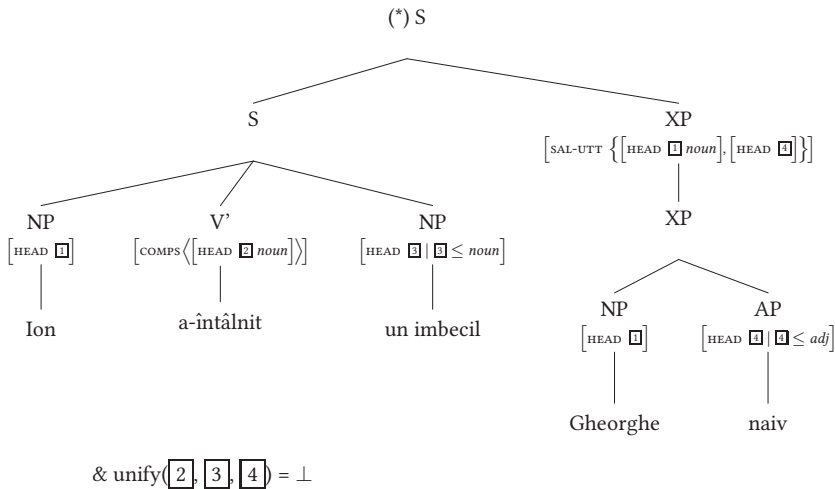 (*) S
S XP
[SAL-UTT {[HEAD 1 noun], [HEAD 4]}]
NP V’ NP XP
[HEAD 1] [COMPS⟨[HEAD 2 noun]⟩] [HEAD 3 | 3 ≤ noun]
Ion a-întâlnit un imbecil
NP AP
[HEAD 1] [HEAD 4 | 4 ≤ adj]
Gheorghe naiv
& unify(2, 3, 4) = ⊥